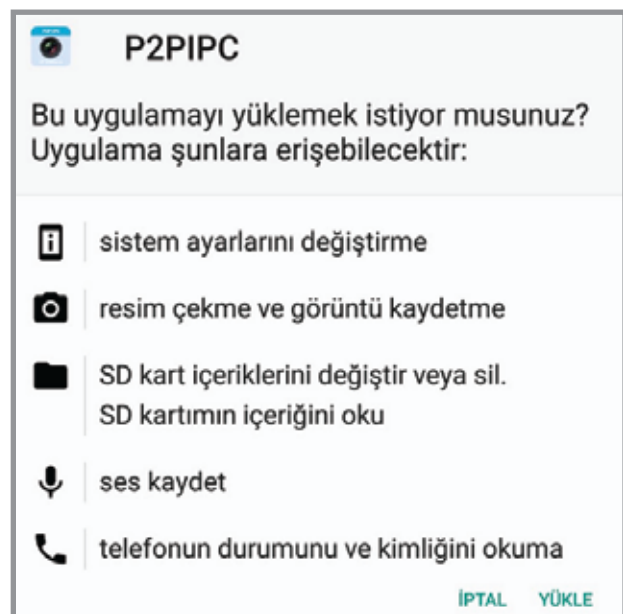 P2PIPC
Bu uygulamayı yüklemek istiyor musunuz?
Uygulama şunlara erişebilecektir:
sistem ayarlarını değiştirme
resim çekme ve görüntü kaydetme
SD kart içeriklerini değiştir veya sil.
SD kartımın içeriğini oku
ses kaydet
telefonun durumunu ve kimliğini okuma
İPTAL YÜKLE